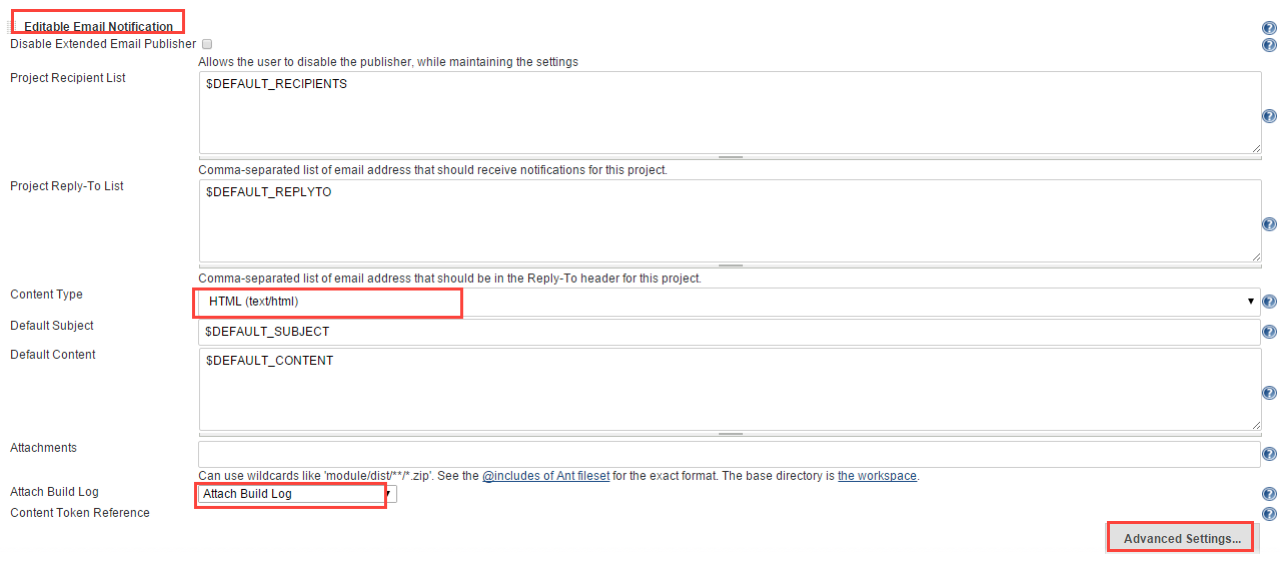 Editable Email Notification
Disable Extended Email Publisher
Allows the user to disable the publisher, while maintaining the settings
Project Recipient List
$DEFAULT_RECIPIENTS
Comma-separated list of email address that should receive notifications for this project.
Project Reply-To List
$DEFAULT_REPLYTO
Comma-separated list of email address that should be in the Reply-To header for this project.
Content Type
HTML (text/html)
Default Subject
$DEFAULT_SUBJECT
Default Content
$DEFAULT_CONTENT
Attachments
Can use wildcards like 'module/dist/**/*.zip'. See the @includes of Ant fileset for the exact format. The base directory is the workspace.
Attach Build Log
Attach Build Log
Content Token Reference
Advanced Settings...